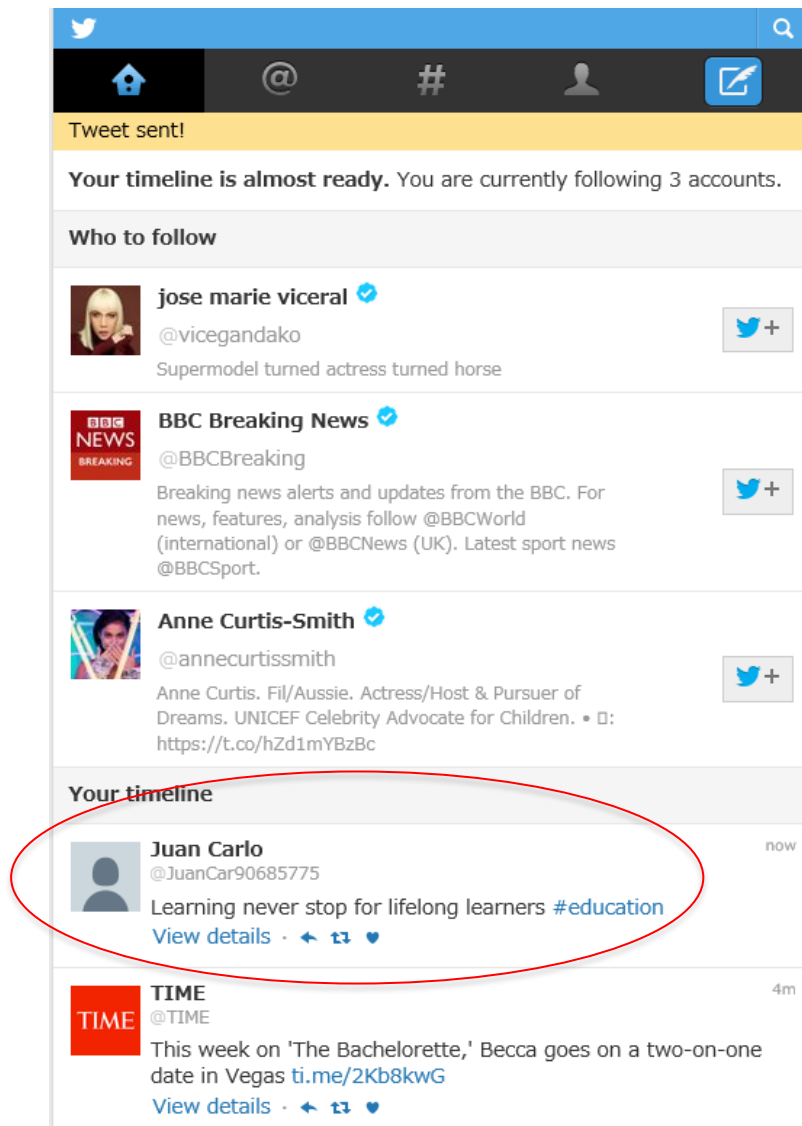 @ #
Tweet sent!
Your timeline is almost ready. You are currently following 3 accounts.
Who to follow
jose marie viceral
@vicegandako
Supermodel turned actress turned horse
+
BBC
NEWS
BREAKING
BBC Breaking News
@BBCBreaking
Breaking news alerts and updates from the BBC. For
news, features, analysis follow @BBCWorld
(international) or @BBCNews (UK). Latest sport news
@BBCSport.
+
Anne Curtis-Smith
@annecurtissmith
Anne Curtis. Fil/Aussie. Actress/Host & Pursuer of
Dreams. UNICEF Celebrity Advocate for Children. • ▯:
https://t.co/hZd1mYBzBc
+
Your timeline
Juan Carlo now
@JuanCar90685775
Learning never stop for lifelong learners #education
View details ·
TIME
TIME 4m
@TIME
This week on 'The Bachelorette,' Becca goes on a two-on-one
date in Vegas ti.me/2Kb8kwG
View details ·